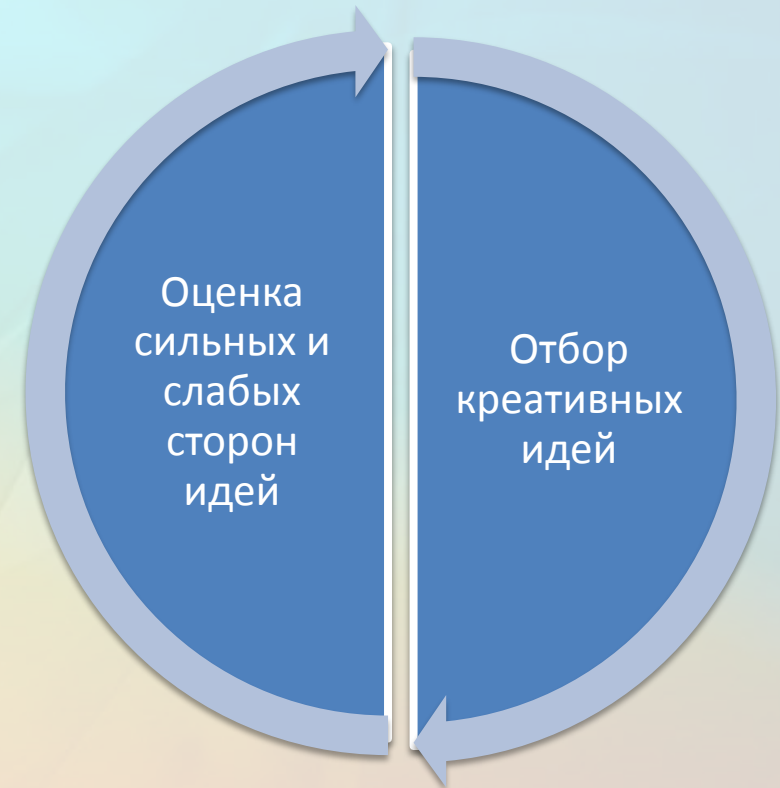 Оценка
сильных и
слабых
сторон
идей
Отбор
креативных
идей